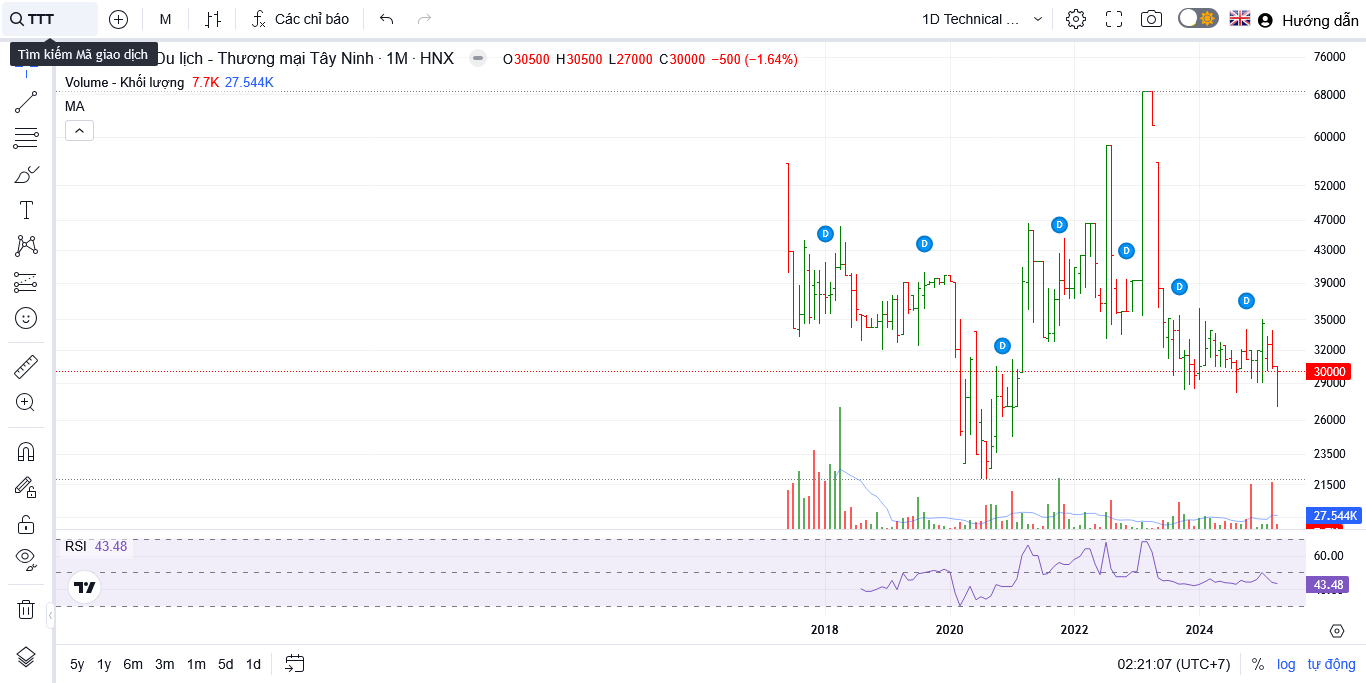 TTT M Các chỉ báo 1D Technical ... Hướng dẫn
Tìm kiếm Mã giao dịch
Du lịch - Thương mại Tây Ninh · 1M · HNX O30500 H30500 L27000 C30000 −500 (−1.64%)
Volume - Khối lượng 7.7K 27.544K
MA
76000
68000
60000
52000
47000
43000
39000
35000
32000
30000
29000
26000
23500
21500
27.544K
D
D
D
D
D
D
D
RSI 43.48
60.00
43.48
2018 2020 2022 2024
5y 1y 6m 3m 1m 5d 1d 02:21:07 (UTC+7) % log tự động